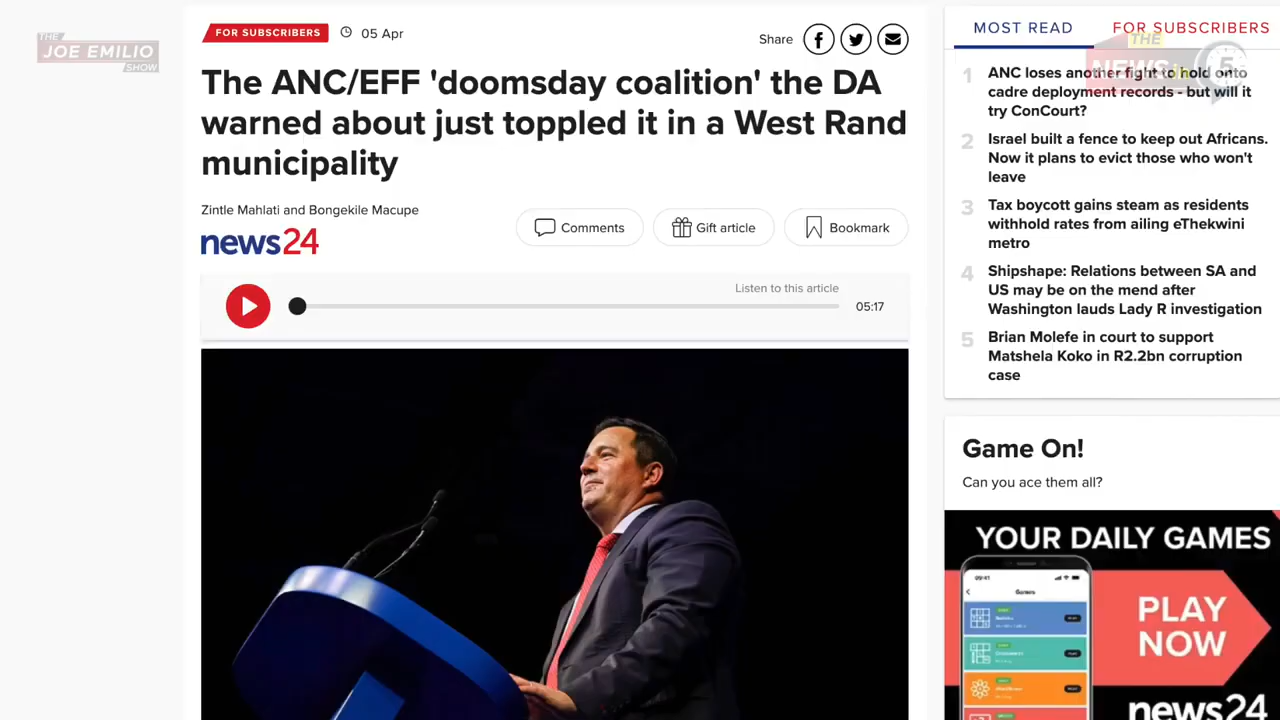 THE
JOE EMILIO
SHOW
FOR SUBSCRIBERS
05 Apr
Share
The ANC/EFF 'doomsday coalition' the DA
warned about just toppled it in a West Rand
municipality
Zintle Mahlati and Bongekile Macupe
news24
Comments
Gift article
Bookmark
Listen to this article
05:17
MOST READ
FOR SUBSCRIBERS
THE
NEWS in
5
1
ANC loses another fight to hold onto
cadre deployment records - but will it
try ConCourt?
2
Israel built a fence to keep out Africans.
Now it plans to evict those who won't
leave
3
Tax boycott gains steam as residents
withhold rates from ailing eThekwini
metro
4
Shipshape: Relations between SA and
US may be on the mend after
Washington lauds Lady R investigation
5
Brian Molefe in court to support
Matshela Koko in R2.2bn corruption
case
Game On!
Can you ace them all?
YOUR DAILY GAMES
09:41
Games
PLAY
NOW
news24